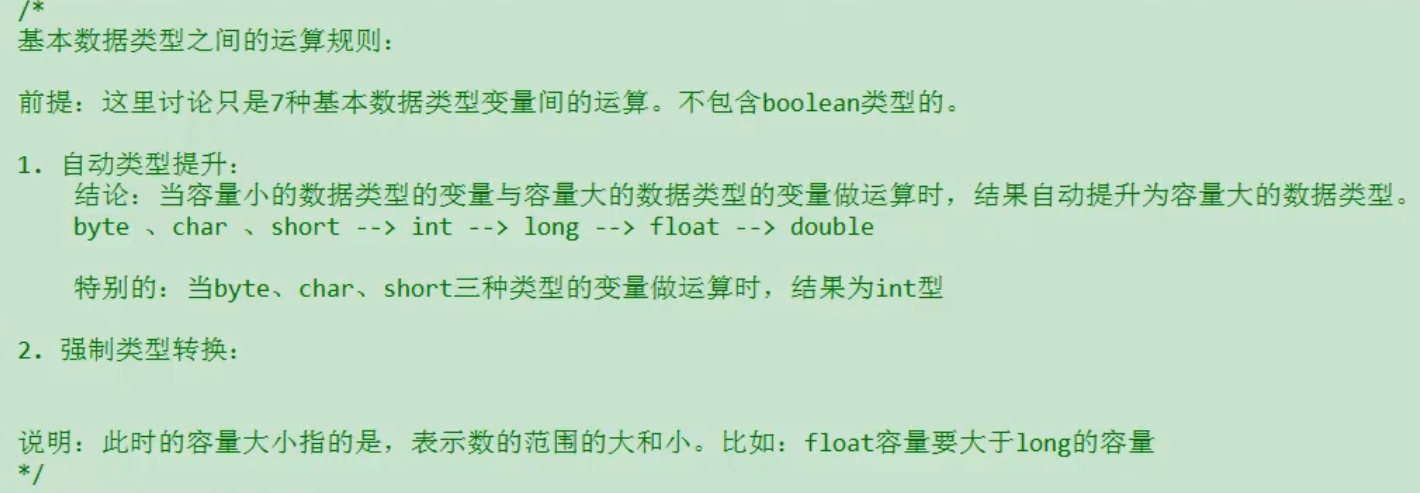 /*
基本数据类型之间的运算规则：
前提：这里讨论只是7种基本数据类型变量间的运算。不包含boolean类型的。
1. 自动类型提升：
结论：当容量小的数据类型的变量与容量大的数据类型的变量做运算时，结果自动提升为容量大的数据类型。
byte 、char 、short --> int --> long --> float --> double
特别的：当byte、char、short三种类型的变量做运算时，结果为int型
2. 强制类型转换：
说明：此时的容量大小指的是，表示数的范围的大和小。比如：float容量要大于long的容量
*/